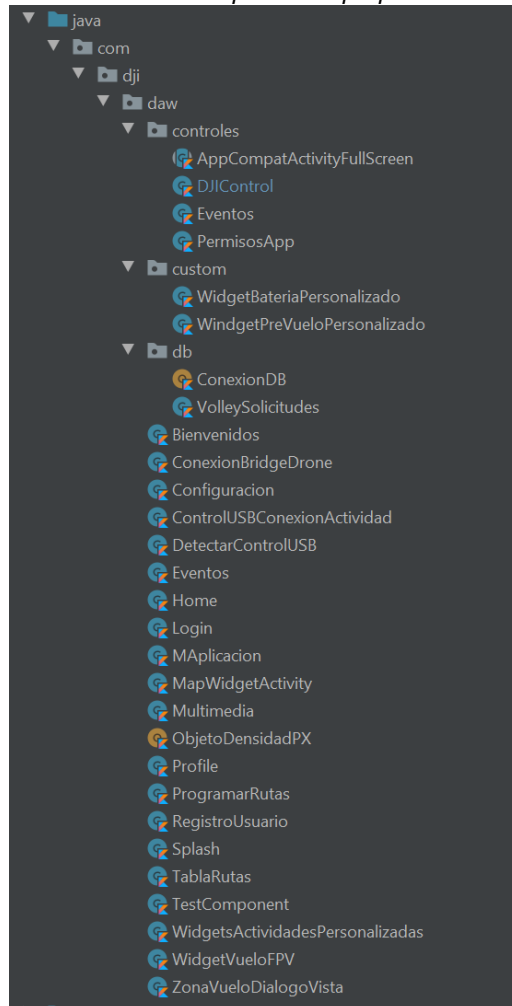 java
com
dji
daw
controles
AppCompatActivityFullScreen
DJIControl
Eventos
PermisosApp
custom
WidgetBateriaPersonalizado
WindgetPreVueloPersonalizado
db
ConexionDB
VolleySolicitudes
Bienvenidos
ConexionBridgeDrone
Configuracion
ControlUSBConexionActividad
DetectarControlUSB
Eventos
Home
Login
MAplicacion
MapWidgetActivity
Multimedia
ObjetoDensidadPX
Profile
ProgramarRutas
RegistroUsuario
Splash
TablaRutas
TestComponent
WidgetsActividadesPersonalizadas
WidgetVueloFPV
ZonaVueloDialogoVista